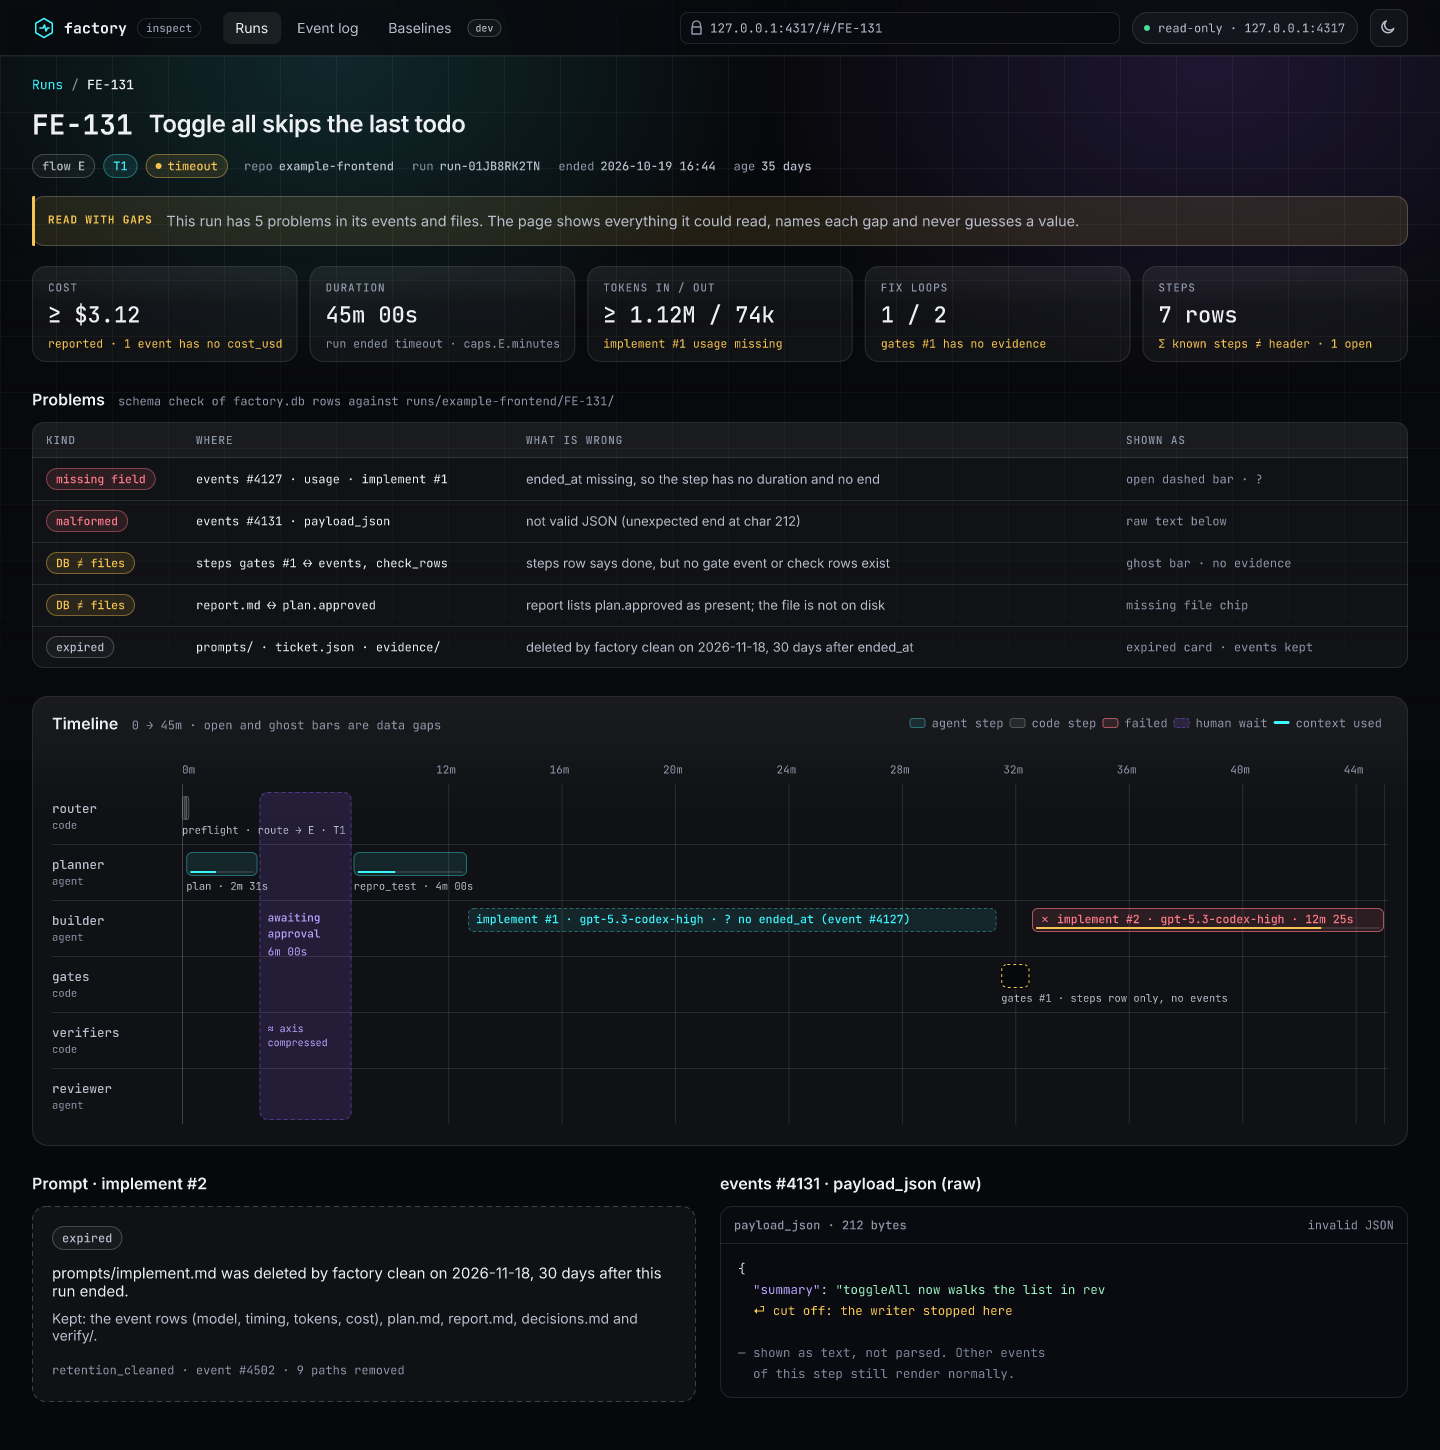 factory inspect Runs Event log Baselines dev 127.0.0.1:4317/#/FE-131 read-only · 127.0.0.1:4317
Runs / FE-131
FE-131 Toggle all skips the last todo
flow E T1 timeout repo example-frontend run run-01JB8RK2TN ended 2026-10-19 16:44 age 35 days
READ WITH GAPS This run has 5 problems in its events and files. The page shows everything it could read, names each gap and never guesses a value.
COST
≥ $3.12
reported · 1 event has no cost_usd
DURATION
45m 00s
run ended timeout · caps.E.minutes
TOKENS IN / OUT
≥ 1.12M / 74k
implement #1 usage missing
FIX LOOPS
1 / 2
gates #1 has no evidence
STEPS
7 rows
Σ known steps ≠ header · 1 open
Problems schema check of factory.db rows against runs/example-frontend/FE-131/
KIND WHERE WHAT IS WRONG SHOWN AS
missing field events #4127 · usage · implement #1 ended_at missing, so the step has no duration and no end open dashed bar · ?
malformed events #4131 · payload_json not valid JSON (unexpected end at char 212) raw text below
DB ≠ files steps gates #1 ↔ events, check_rows steps row says done, but no gate event or check rows exist ghost bar · no evidence
DB ≠ files report.md ↔ plan.approved report lists plan.approved as present; the file is not on disk missing file chip
expired prompts/ · ticket.json · evidence/ deleted by factory clean on 2026-11-18, 30 days after ended_at expired card · events kept
Timeline 0 → 45m · open and ghost bars are data gaps agent step code step failed human wait context used
0m 12m 16m 20m 24m 28m 32m 36m 40m 44m
router
code
preflight · route → E · T1
planner
agent
plan · 2m 31s repro_test · 4m 00s
builder
agent
awaiting
approval
6m 00s
implement #1 · gpt-5.3-codex-high · ? no ended_at (event #4127)
× implement #2 · gpt-5.3-codex-high · 12m 25s
gates
code
gates #1 · steps row only, no events
verifiers
code
≈ axis
compressed
reviewer
agent
Prompt · implement #2
expired
prompts/implement.md was deleted by factory clean on 2026-11-18, 30 days after this
run ended.
Kept: the event rows (model, timing, tokens, cost), plan.md, report.md, decisions.md and
verify/.
retention_cleaned · event #4502 · 9 paths removed
events #4131 · payload_json (raw)
payload_json · 212 bytes invalid JSON
{
"summary": "toggleAll now walks the list in rev
⏎ cut off: the writer stopped here
— shown as text, not parsed. Other events
of this step still render normally.